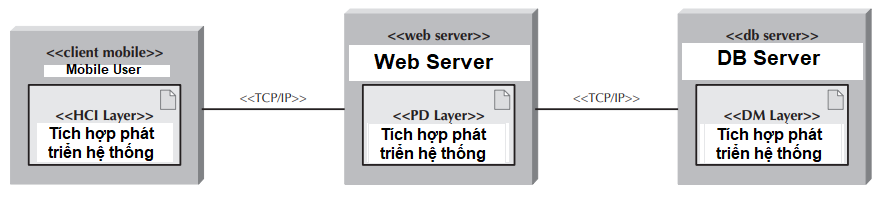 <<client mobile>>
Mobile User
<<HCI Layer>>
Tích hợp phát
triển hệ thống
<<TCP/IP>>
<<web server>>
Web Server
<<PD Layer>>
Tích hợp phát
triển hệ thống
<<TCP/IP>>
<<db server>>
DB Server
<<DM Layer>>
Tích hợp phát
triển hệ thống